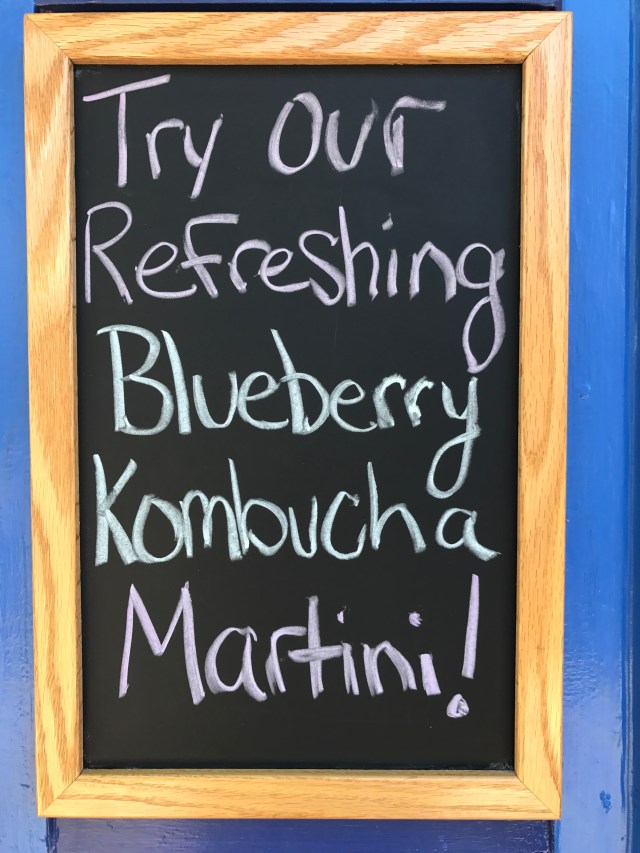 Try our
Refreshing
Blueberry
Kombucha
Martini!